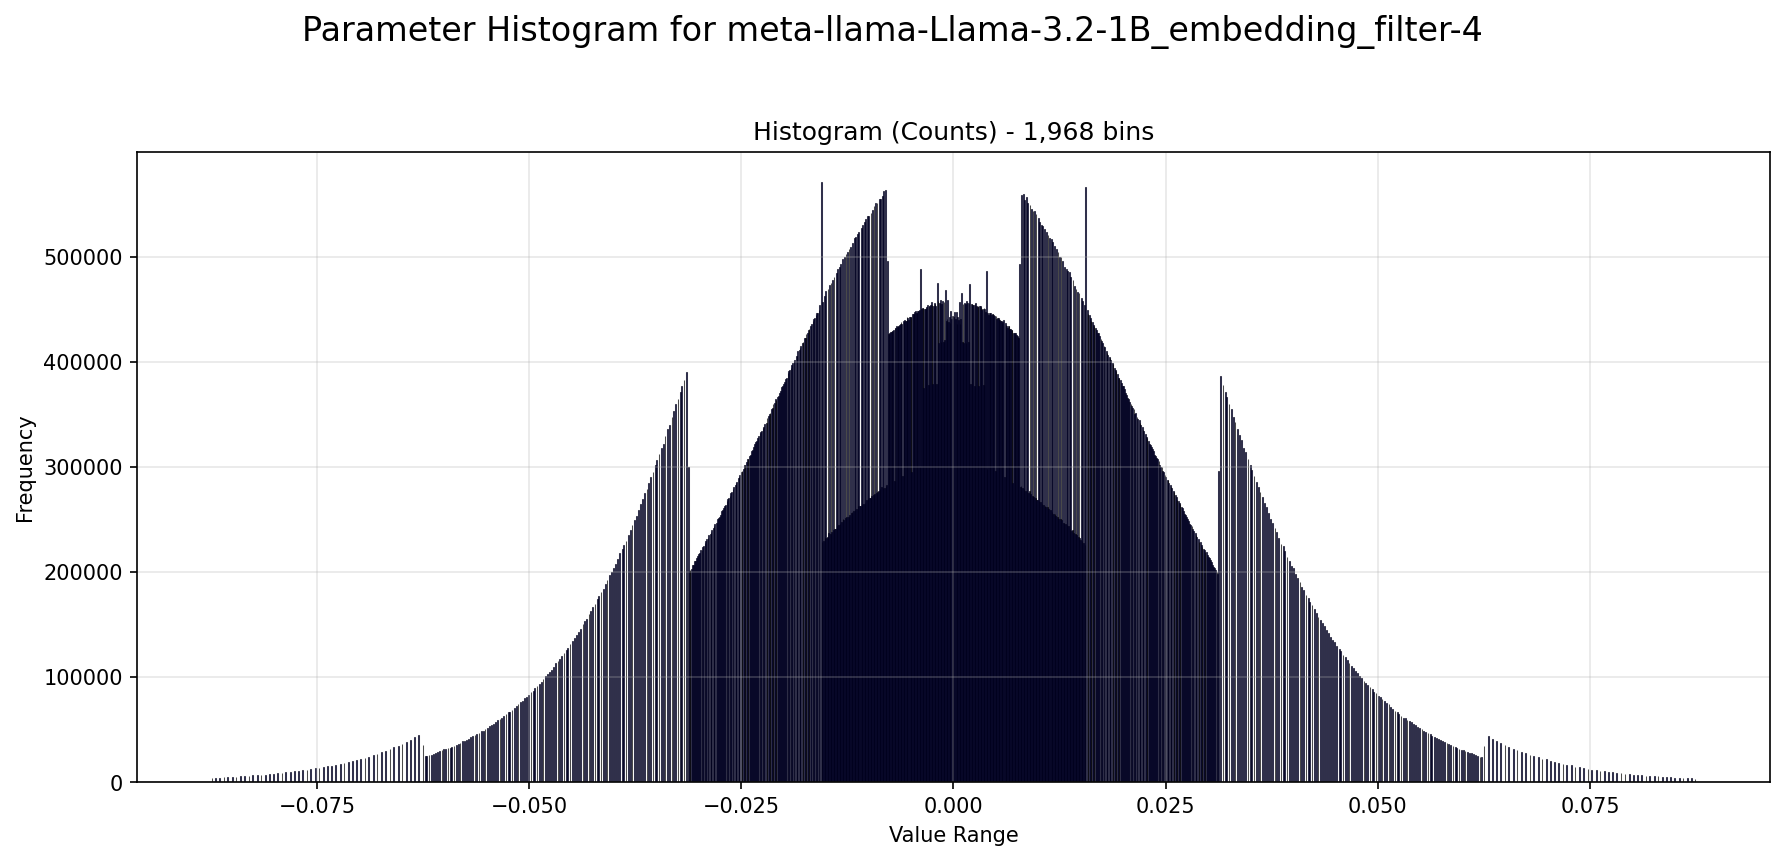 Parameter Histogram for meta-llama-Llama-3.2-1B_embedding_filter-4
Histogram (Counts) - 1,968 bins
Frequency
500000
400000
300000
200000
100000
0
−0.075 −0.050 −0.025 0.000 0.025 0.050 0.075
Value Range